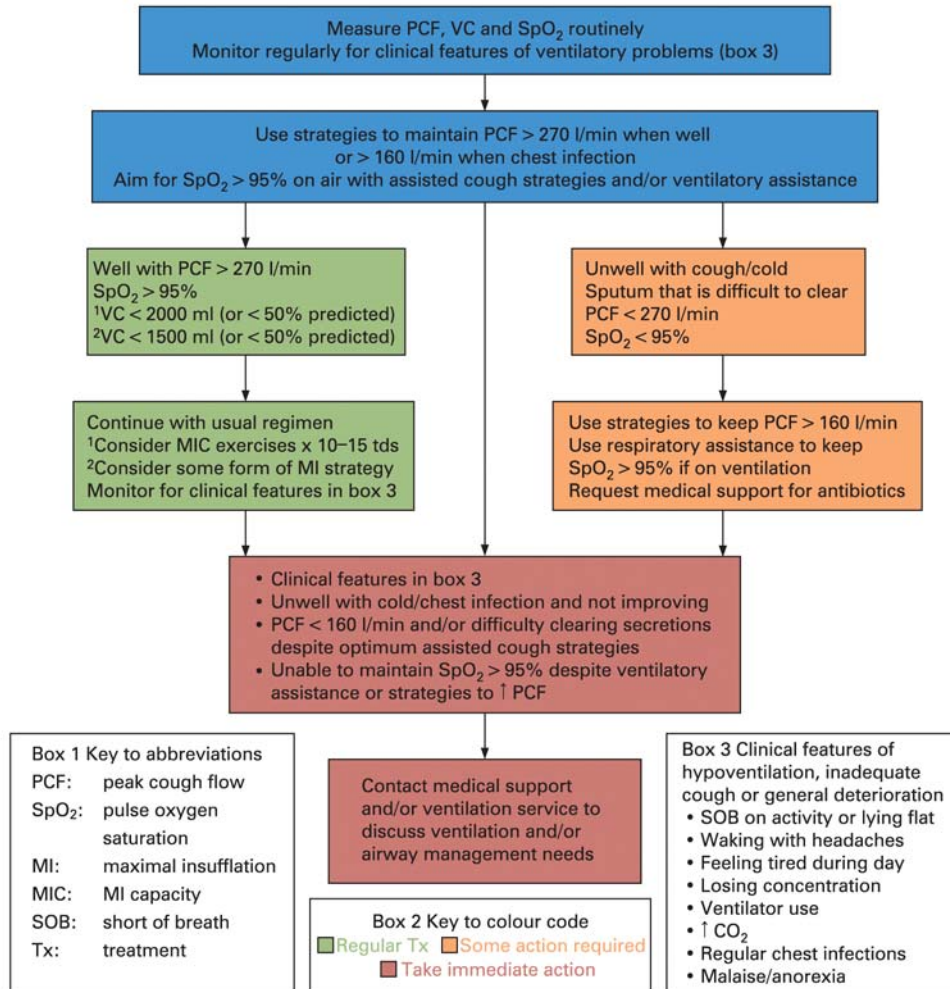 Measure PCF, VC and SpO₂ routinely
Monitor regularly for clinical features of ventilatory problems (box 3)
Use strategies to maintain PCF > 270 l/min when well
or > 160 l/min when chest infection
Aim for SpO₂ > 95% on air with assisted cough strategies and/or ventilatory assistance
Well with PCF > 270 l/min
SpO₂ > 95%
¹VC < 2000 ml (or < 50% predicted)
²VC < 1500 ml (or < 50% predicted)
Unwell with cough/cold
Sputum that is difficult to clear
PCF < 270 l/min
SpO₂ < 95%
Continue with usual regimen
¹Consider MIC exercises x 10–15 tds
²Consider some form of MI strategy
Monitor for clinical features in box 3
Use strategies to keep PCF > 160 l/min
Use respiratory assistance to keep
SpO₂ > 95% if on ventilation
Request medical support for antibiotics
• Clinical features in box 3
• Unwell with cold/chest infection and not improving
• PCF < 160 l/min and/or difficulty clearing secretions
despite optimum assisted cough strategies
• Unable to maintain SpO₂ > 95% despite ventilatory
assistance or strategies to ↑ PCF
Contact medical support
and/or ventilation service to
discuss ventilation and/or
airway management needs
Box 1 Key to abbreviations
PCF: peak cough flow
SpO₂: pulse oxygen
saturation
MI: maximal insufflation
MIC: MI capacity
SOB: short of breath
Tx: treatment
Box 2 Key to colour code
Regular Tx Some action required
Take immediate action
Box 3 Clinical features of
hypoventilation, inadequate
cough or general deterioration
• SOB on activity or lying flat
• Waking with headaches
• Feeling tired during day
• Losing concentration
• Ventilator use
• ↑ CO₂
• Regular chest infections
• Malaise/anorexia